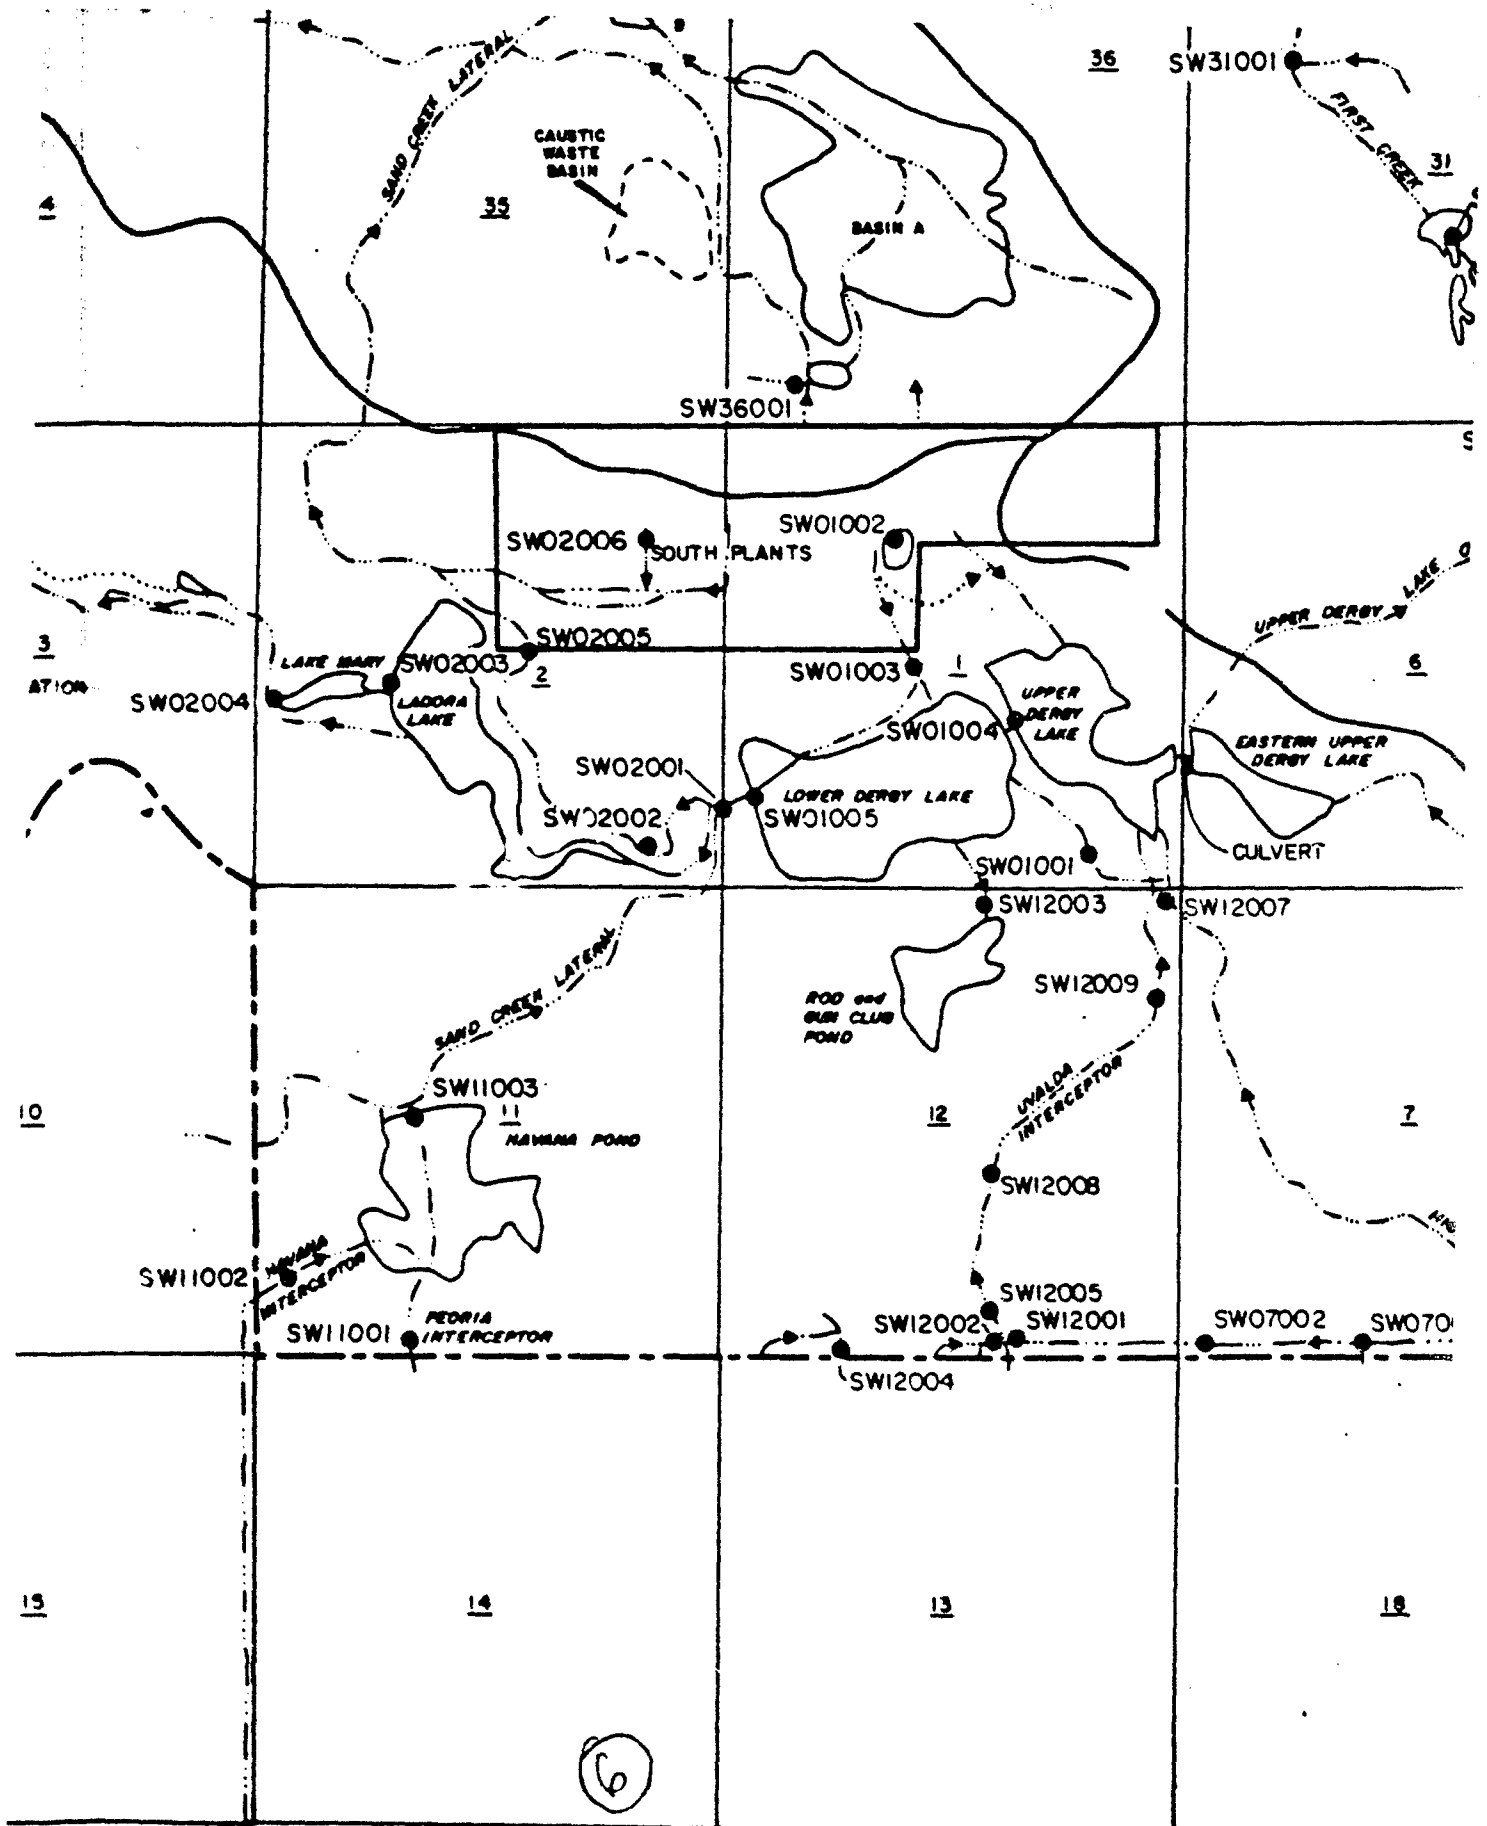 8
36
SW31001
SAND CREEK LATERAL
FIRST CREEK
CAUSTIC
WASTE
BASIN
31
4
35
BASIN A
SW36001
S
SW02006
SOUTH PLANTS
SW01002
LAKE
UPPER DERBY
3
LAKE MARY
SW02003
SW02005
2
SW01003
1
6
SW02004
LADORA
LAKE
UPPER
DERBY
LAKE
SW01004
EASTERN UPPER
DERBY LAKE
SW02001
LOWER DERBY LAKE
SW02002
SW01005
SW01001
CULVERT
SW12003
SW12007
SAND CREEK LATERAL
SW12009
ROD and
GUN CLUB
POND
SW11003
UVALDA
INTERCEPTOR
10
11
HAVANA POND
12
7
SW12008
HAVANA
INTERCEPTOR
SW11002
SW12005
PEORIA
INTERCEPTOR
SW11001
SW12002
SW12001
SW07002
SW070
SW12004
15
14
13
18
6